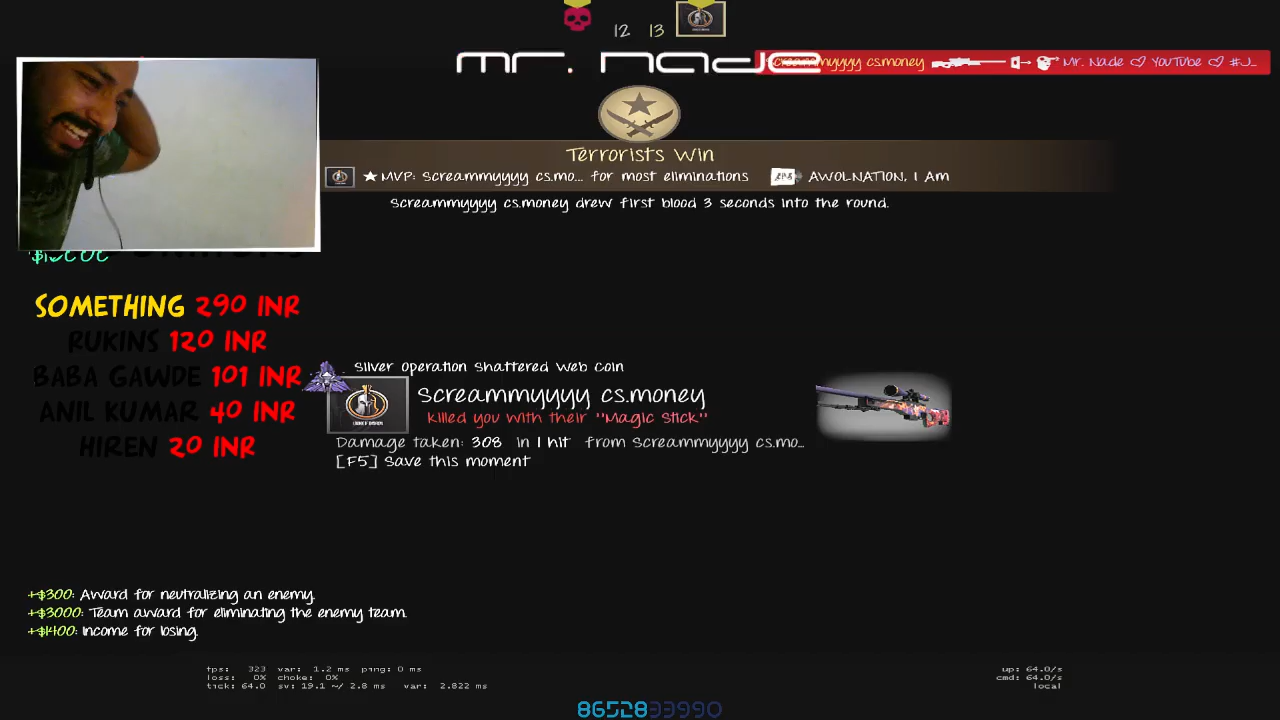 12 13
Mr. Nade
Screammyyyy cs.money Mr. Nade ♡ YouTube ♡ #J...
Terrorists Win
★ MVP: Screammyyyy cs.mo... for most eliminations AWOLNATION, I Am
Screammyyyy cs.money drew first blood 3 seconds into the round.
SOMETHING 290 INR
RUKINS 120 INR
BABA GAWDE 101 INR
ANIL KUMAR 40 INR
HIREN 20 INR
Silver Operation Shattered Web Coin
Screammyyyy cs.money
killed you with their "Magic Stick"
Damage taken: 308 in 1 hit from Screammyyyy cs.mo...
[F5] Save this moment
+$300: Award for neutralizing an enemy.
+$3000: Team award for eliminating the enemy team.
+$1400: Income for losing.
fps: 323 var: 1.2 ms ping: 0 ms
loss: 0% choke: 0%
tick: 64.0 sv: 19.1 ~/ 2.8 ms var: 2.822 ms
up: 64.0/s
cmd: 64.0/s
local
8652833990